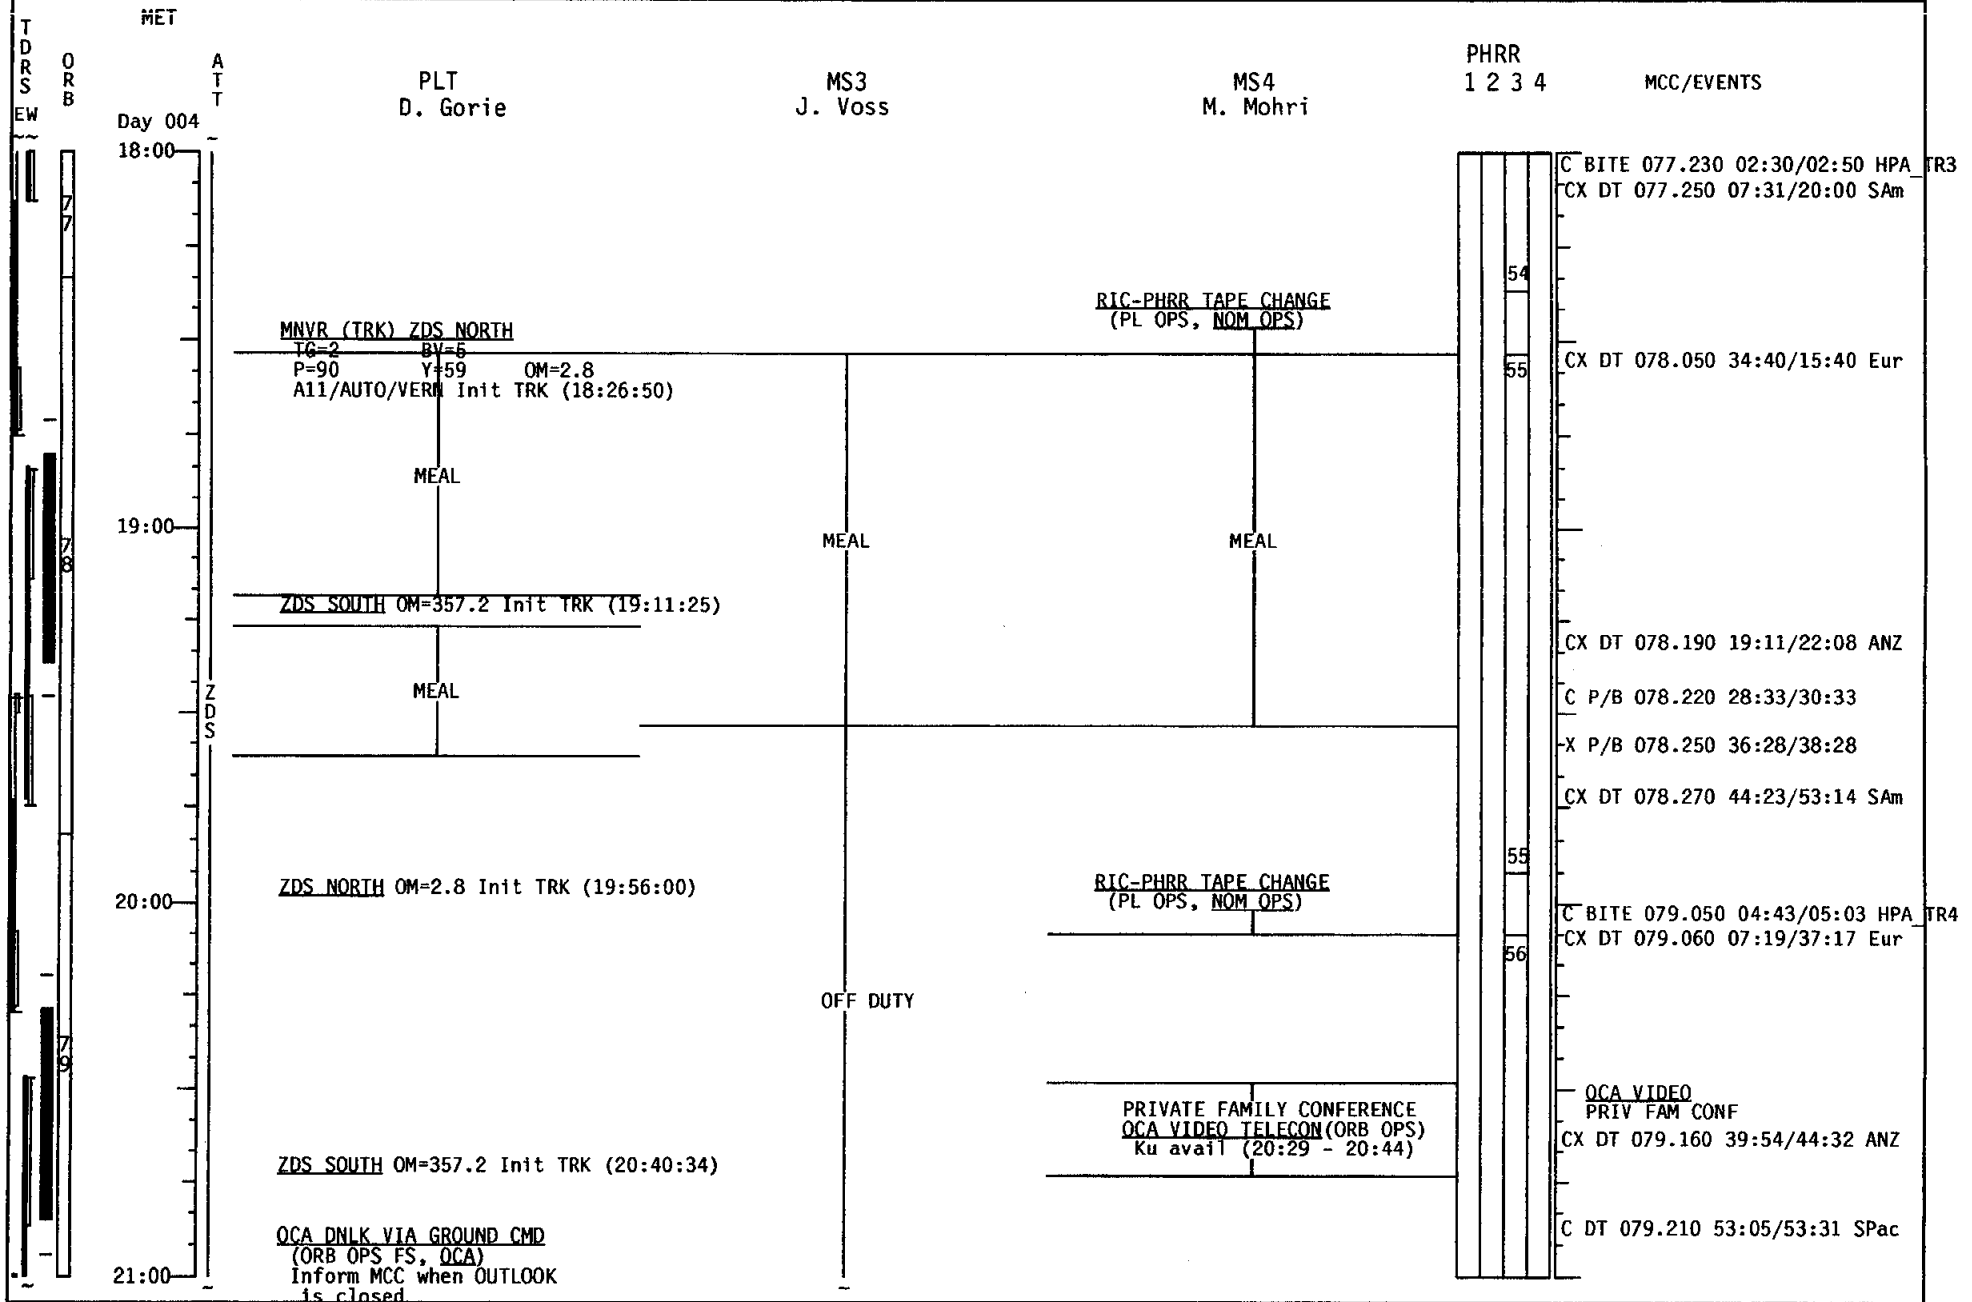 MET
TDRS
ORB
ATT
EW
Day 004
PLT
D. Gorie
MS3
J. Voss
MS4
M. Mohri
PHRR
1 2 3 4
MCC/EVENTS
18:00
C BITE 077.230 02:30/02:50 HPA_TR3
CX DT 077.250 07:31/20:00 SAm
77
54
RIC-PHRR TAPE CHANGE
(PL OPS, NOM OPS)
MNVR (TRK) ZDS NORTH
TG=2 BV=5
P=90 Y=59 OM=2.8
A11/AUTO/VERN Init TRK (18:26:50)
55
CX DT 078.050 34:40/15:40 Eur
MEAL
19:00
78
MEAL
MEAL
ZDS SOUTH OM=357.2 Init TRK (19:11:25)
CX DT 078.190 19:11/22:08 ANZ
MEAL
ZDS
C P/B 078.220 28:33/30:33
X P/B 078.250 36:28/38:28
CX DT 078.270 44:23/53:14 SAm
55
ZDS NORTH OM=2.8 Init TRK (19:56:00)
RIC-PHRR TAPE CHANGE
(PL OPS, NOM OPS)
20:00
C BITE 079.050 04:43/05:03 HPA_TR4
CX DT 079.060 07:19/37:17 Eur
56
OFF DUTY
79
PRIVATE FAMILY CONFERENCE
OCA VIDEO TELECON(ORB OPS)
Ku avail (20:29 - 20:44)
OCA VIDEO
PRIV FAM CONF
CX DT 079.160 39:54/44:32 ANZ
ZDS SOUTH OM=357.2 Init TRK (20:40:34)
C DT 079.210 53:05/53:31 SPac
OCA DNLK VIA GROUND CMD
(ORB OPS FS, OCA)
Inform MCC when OUTLOOK
is closed
21:00